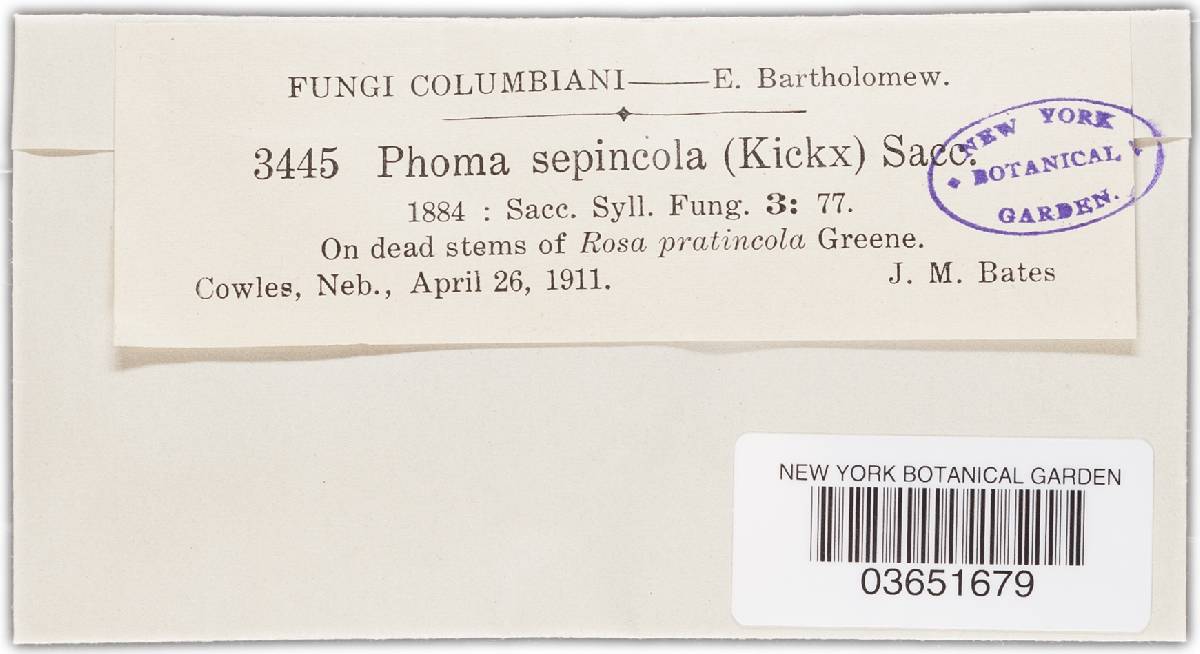 FUNGI COLUMBIANI——E. Bartholomew.
3445 Phoma sepincola (Kickx) Sacc.
1884 : Sacc. Syll. Fung. 3: 77.
On dead stems of Rosa pratincola Greene.
Cowles, Neb., April 26, 1911. J. M. Bates
NEW YORK
BOTANICAL
GARDEN.
NEW YORK BOTANICAL GARDEN
03651679